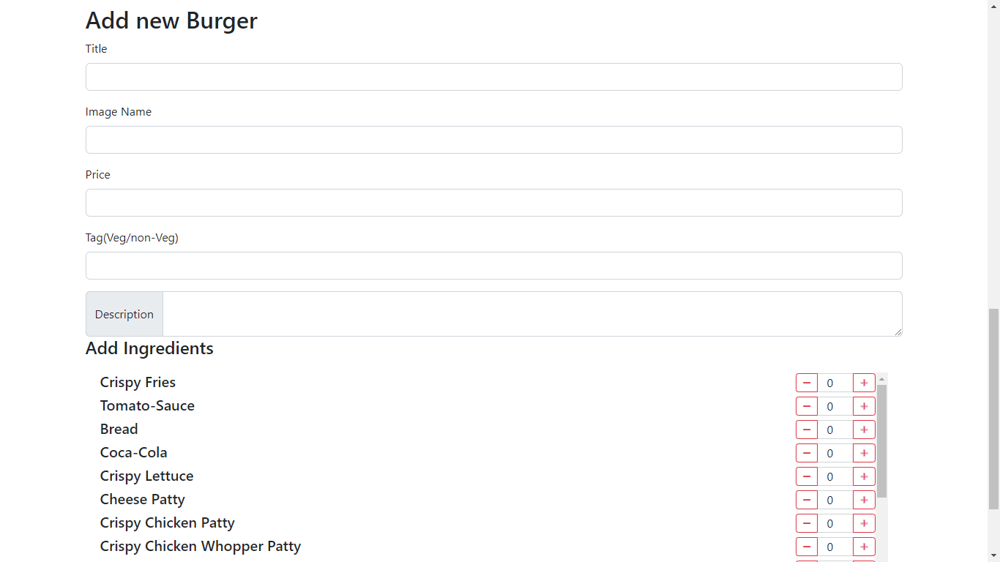 Add new Burger
Title
Image Name
Price
Tag(Veg/non-Veg)
Description
Add Ingredients
Crispy Fries − 0 +
Tomato-Sauce − 0 +
Bread − 0 +
Coca-Cola − 0 +
Crispy Lettuce − 0 +
Cheese Patty − 0 +
Crispy Chicken Patty − 0 +
Crispy Chicken Whopper Patty − 0 +